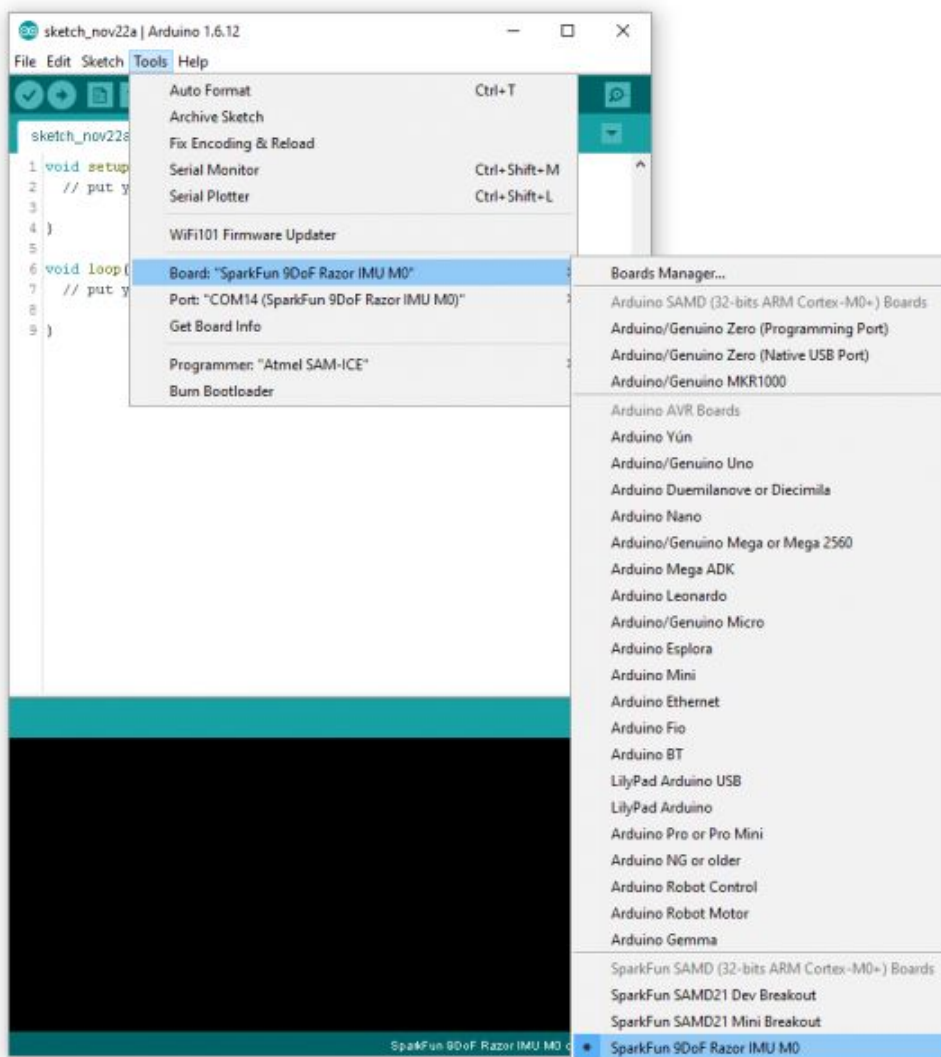 sketch_nov22a | Arduino 1.6.12
File Edit Sketch Tools Help
sketch_nov22a
1 void setup
2 // put y
3
4 }
5
6 void loop(
7 // put y
8
9 }
Auto Format Ctrl+T
Archive Sketch
Fix Encoding & Reload
Serial Monitor Ctrl+Shift+M
Serial Plotter Ctrl+Shift+L
WiFi101 Firmware Updater
Board: "SparkFun 9DoF Razor IMU M0"
Port: "COM14 (SparkFun 9DoF Razor IMU M0)"
Get Board Info
Programmer: "Atmel SAM-ICE"
Burn Bootloader
Boards Manager...
Arduino SAMD (32-bits ARM Cortex-M0+) Boards
Arduino/Genuino Zero (Programming Port)
Arduino/Genuino Zero (Native USB Port)
Arduino/Genuino MKR1000
Arduino AVR Boards
Arduino Yún
Arduino/Genuino Uno
Arduino Duemilanove or Diecimila
Arduino Nano
Arduino/Genuino Mega or Mega 2560
Arduino Mega ADK
Arduino Leonardo
Arduino/Genuino Micro
Arduino Esplora
Arduino Mini
Arduino Ethernet
Arduino Fio
Arduino BT
LilyPad Arduino USB
LilyPad Arduino
Arduino Pro or Pro Mini
Arduino NG or older
Arduino Robot Control
Arduino Robot Motor
Arduino Gemma
SparkFun SAMD (32-bits ARM Cortex-M0+) Boards
SparkFun SAMD21 Dev Breakout
SparkFun SAMD21 Mini Breakout
SparkFun 9DoF Razor IMU M0
SparkFun 9DoF Razor IMU M0